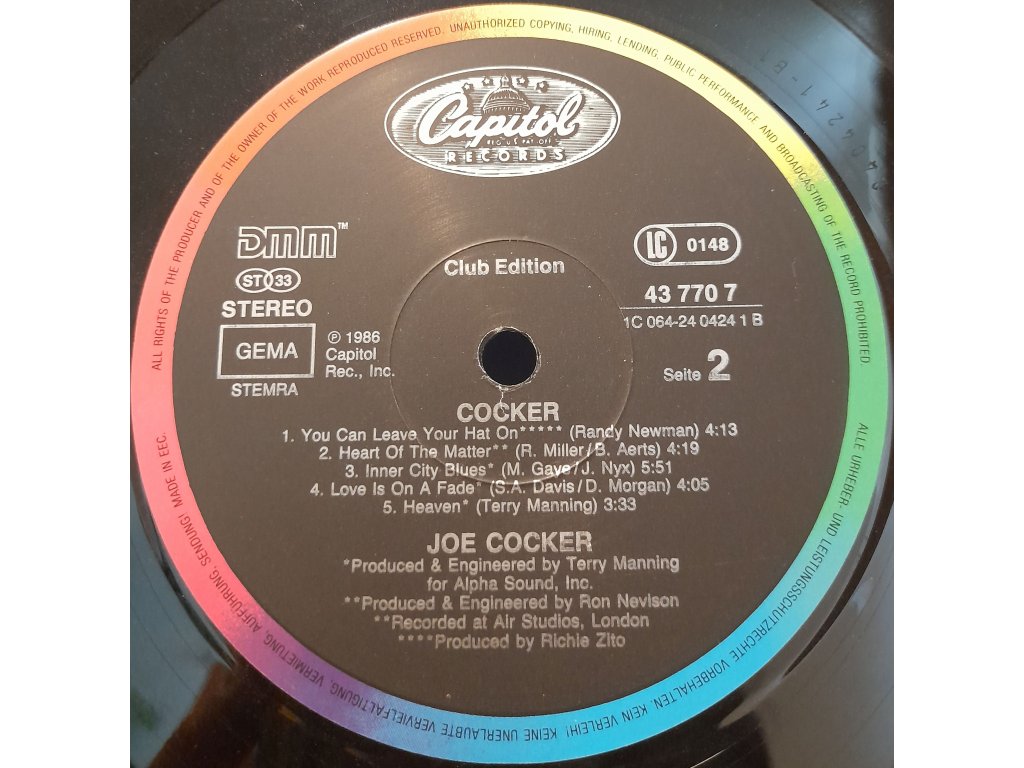 ALL RIGHTS OF THE PRODUCER AND OF THE OWNER OF THE WORK REPRODUCED RESERVED. UNAUTHORIZED COPYING, HIRING, LENDING, PUBLIC PERFORMANCE AND BROADCASTING OF THE RECORD PROHIBITED.
Capitol
REG. U.S. PAT. OFF.
RECORDS
DMM™
ST 33
STEREO
GEMA
STEMRA
℗ 1986
Capitol
Rec., Inc.
Club Edition
LC 0148
43 770 7
1C 064-24 0424 1 B
Seite 2
COCKER
1. You Can Leave Your Hat On***** (Randy Newman) 4:13
2. Heart Of The Matter** (R. Miller/B. Aerts) 4:19
3. Inner City Blues* (M. Gaye/J. Nyx) 5:51
4. Love Is On A Fade* (S.A. Davis/D. Morgan) 4:05
5. Heaven* (Terry Manning) 3:33
JOE COCKER
*Produced & Engineered by Terry Manning
for Alpha Sound, Inc.
**Produced & Engineered by Ron Nevison
**Recorded at Air Studios, London
****Produced by Richie Zito
ALLE URHEBER- UND LEISTUNGSSCHUTZRECHTE VORBEHALTEN. KEIN VERLEIH! KEINE UNERLAUBTE VERVIELFÄLTIGUNG, VERMIETUNG, AUFFÜHRUNG, SENDUNG! MADE IN EEC.